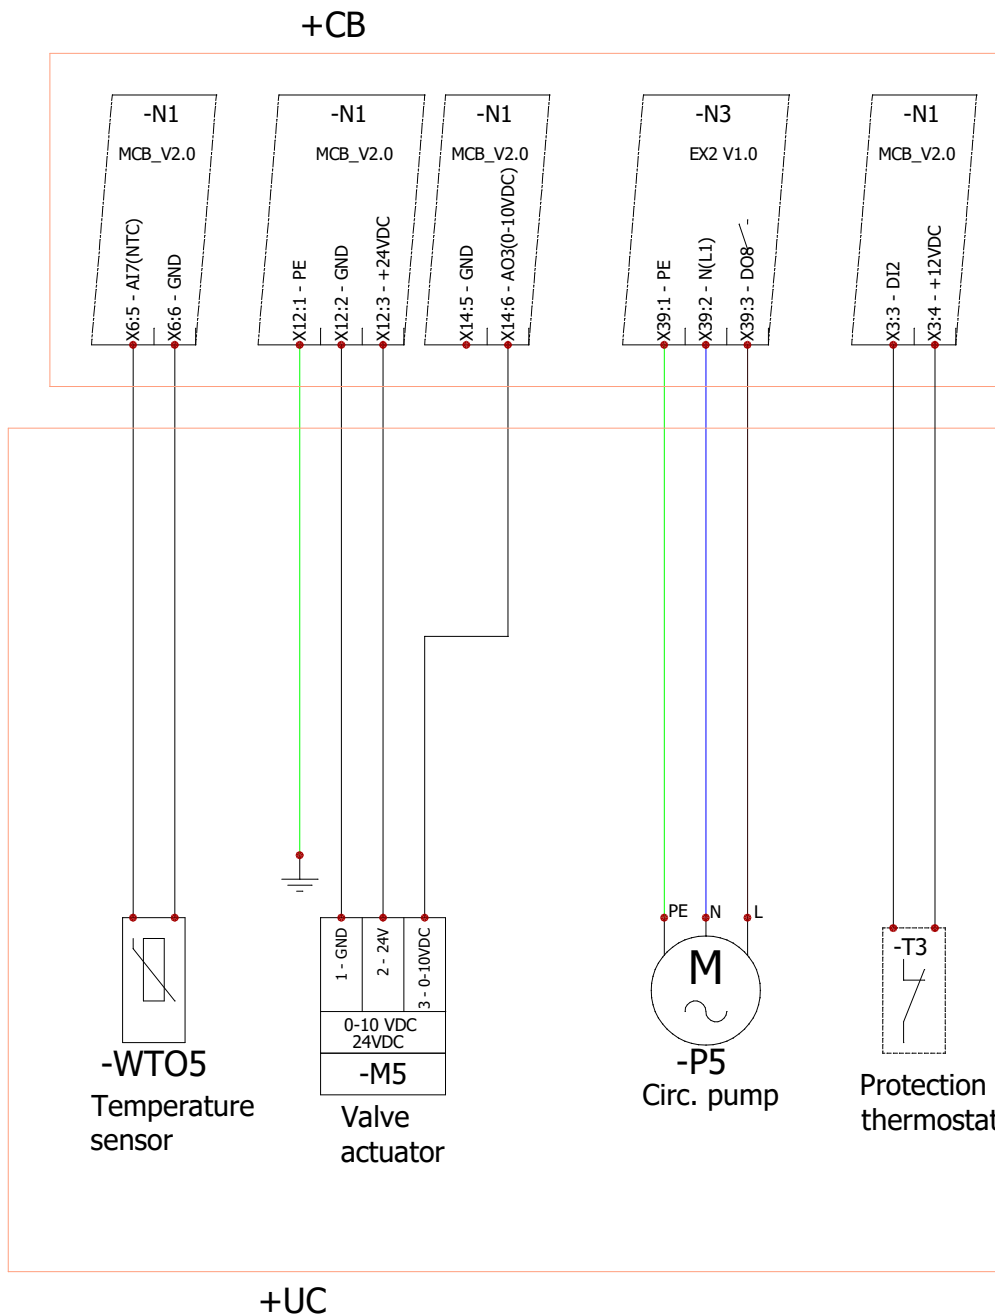 +CB
-N1
MCB_V2.0
X6:5 - AI7(NTC)
X6:6 - GND
-N1
MCB_V2.0
X12:1 - PE
X12:2 - GND
X12:3 - +24VDC
-N1
MCB_V2.0
X14:5 - GND
X14:6 - AO3(0-10VDC)
-N3
EX2 V1.0
X39:1 - PE
X39:2 - N(L1)
X39:3 - DO8
-N1
MCB_V2.0
X3:3 - DI2
X3:4 - +12VDC
-WTO5
Temperature
sensor
1 - GND
2 - 24V
3 - 0-10VDC
0-10 VDC
24VDC
-M5
Valve
actuator
PE
N
L
M
-P5
Circ. pump
-T3
Protection
thermostat
+UC